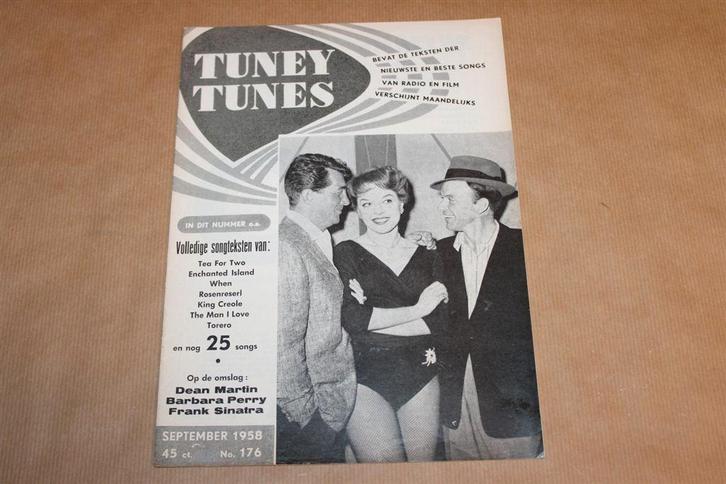 TUNEY
TUNES
BEVAT DE TEKSTEN DER
NIEUWSTE EN BESTE SONGS
VAN RADIO EN FILM
VERSCHIJNT MAANDELIJKS
IN DIT NUMMER o.a.
Volledige songteksten van:
Tea For Two
Enchanted Island
When
Rosenreserl
King Creole
The Man I Love
Torero
en nog 25 songs
Op de omslag :
Dean Martin
Barbara Perry
Frank Sinatra
SEPTEMBER 1958
45 ct. No. 176